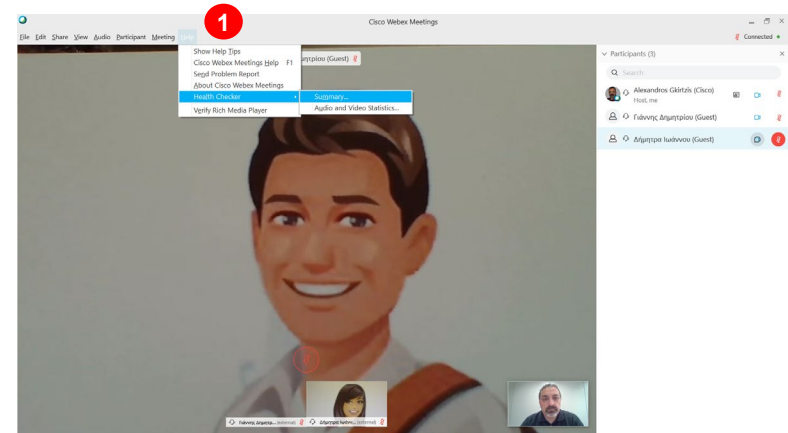 Cisco Webex Meetings
File Edit Share View Audio Participant Meeting Help
1
Connected
Show Help Tips
Cisco Webex Meetings Help F1
Send Problem Report
About Cisco Webex Meetings
Health Checker
Verify Rich Media Player
Summary...
Audio and Video Statistics...
ημητρίου (Guest)
Participants (3)
Search
Alexandros Gkirtzis (Cisco)
Host, me
Γιάννης Δημητρίου (Guest)
Δήμητρα Ιωάννου (Guest)